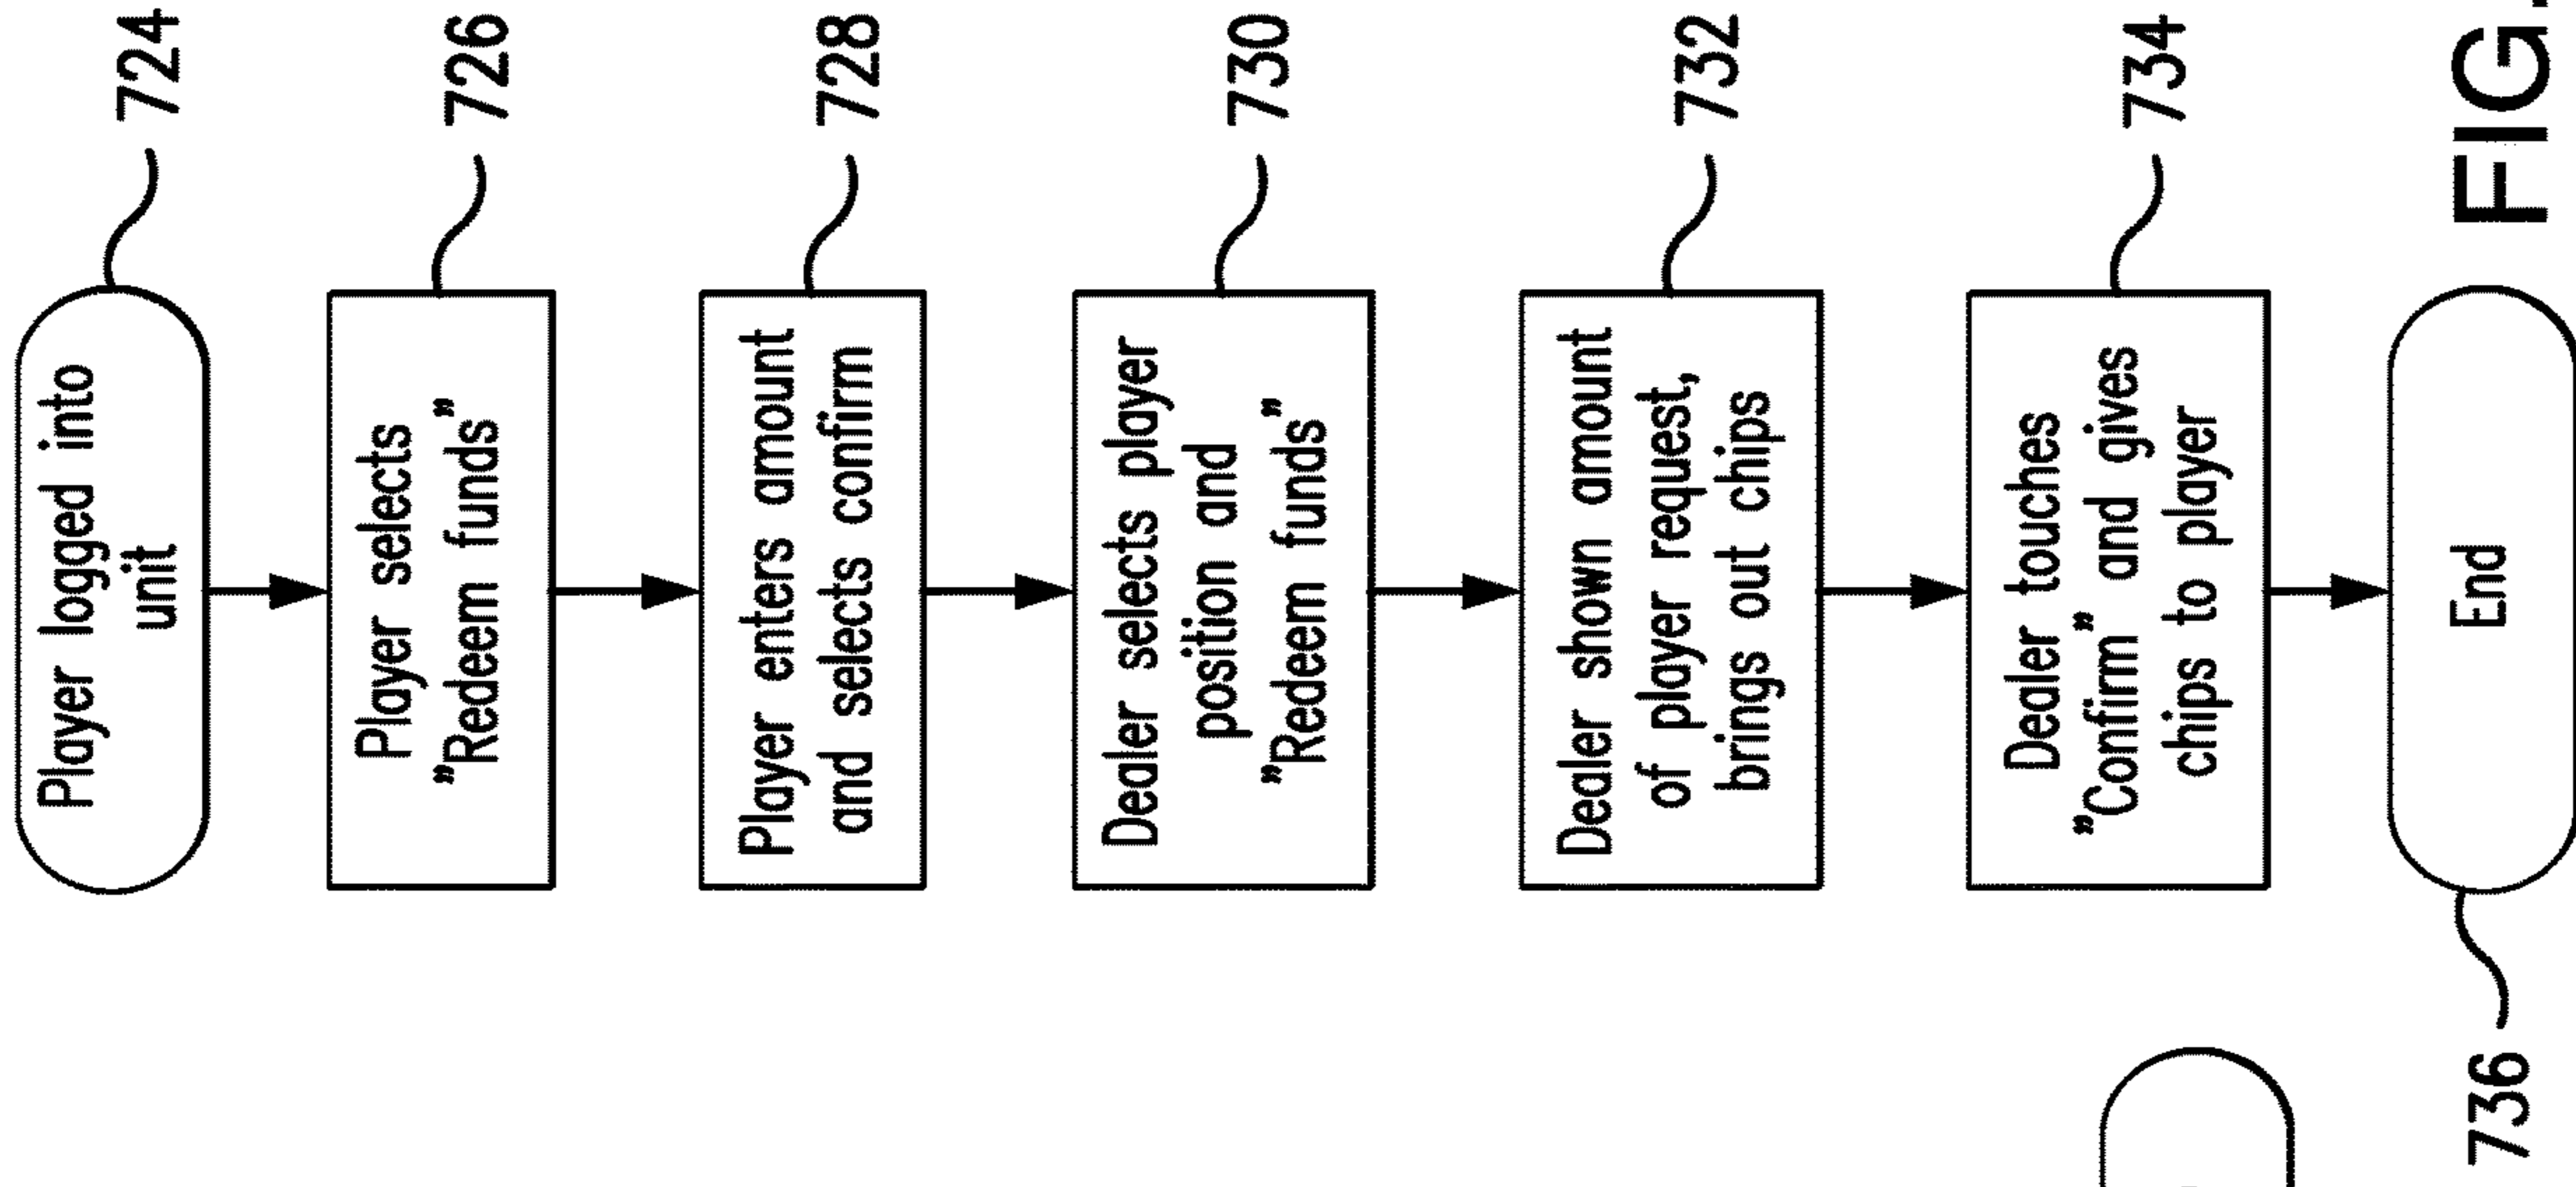 Player logged into
unit
724
Player selects
”Redeem funds”
726
Player enters amount
and selects confirm
728
Dealer selects player
position and
”Redeem funds”
730
Dealer shown amount
of player request,
brings out chips
732
Dealer touches
”Confirm” and gives
chips to player
734
End
736
FIG.